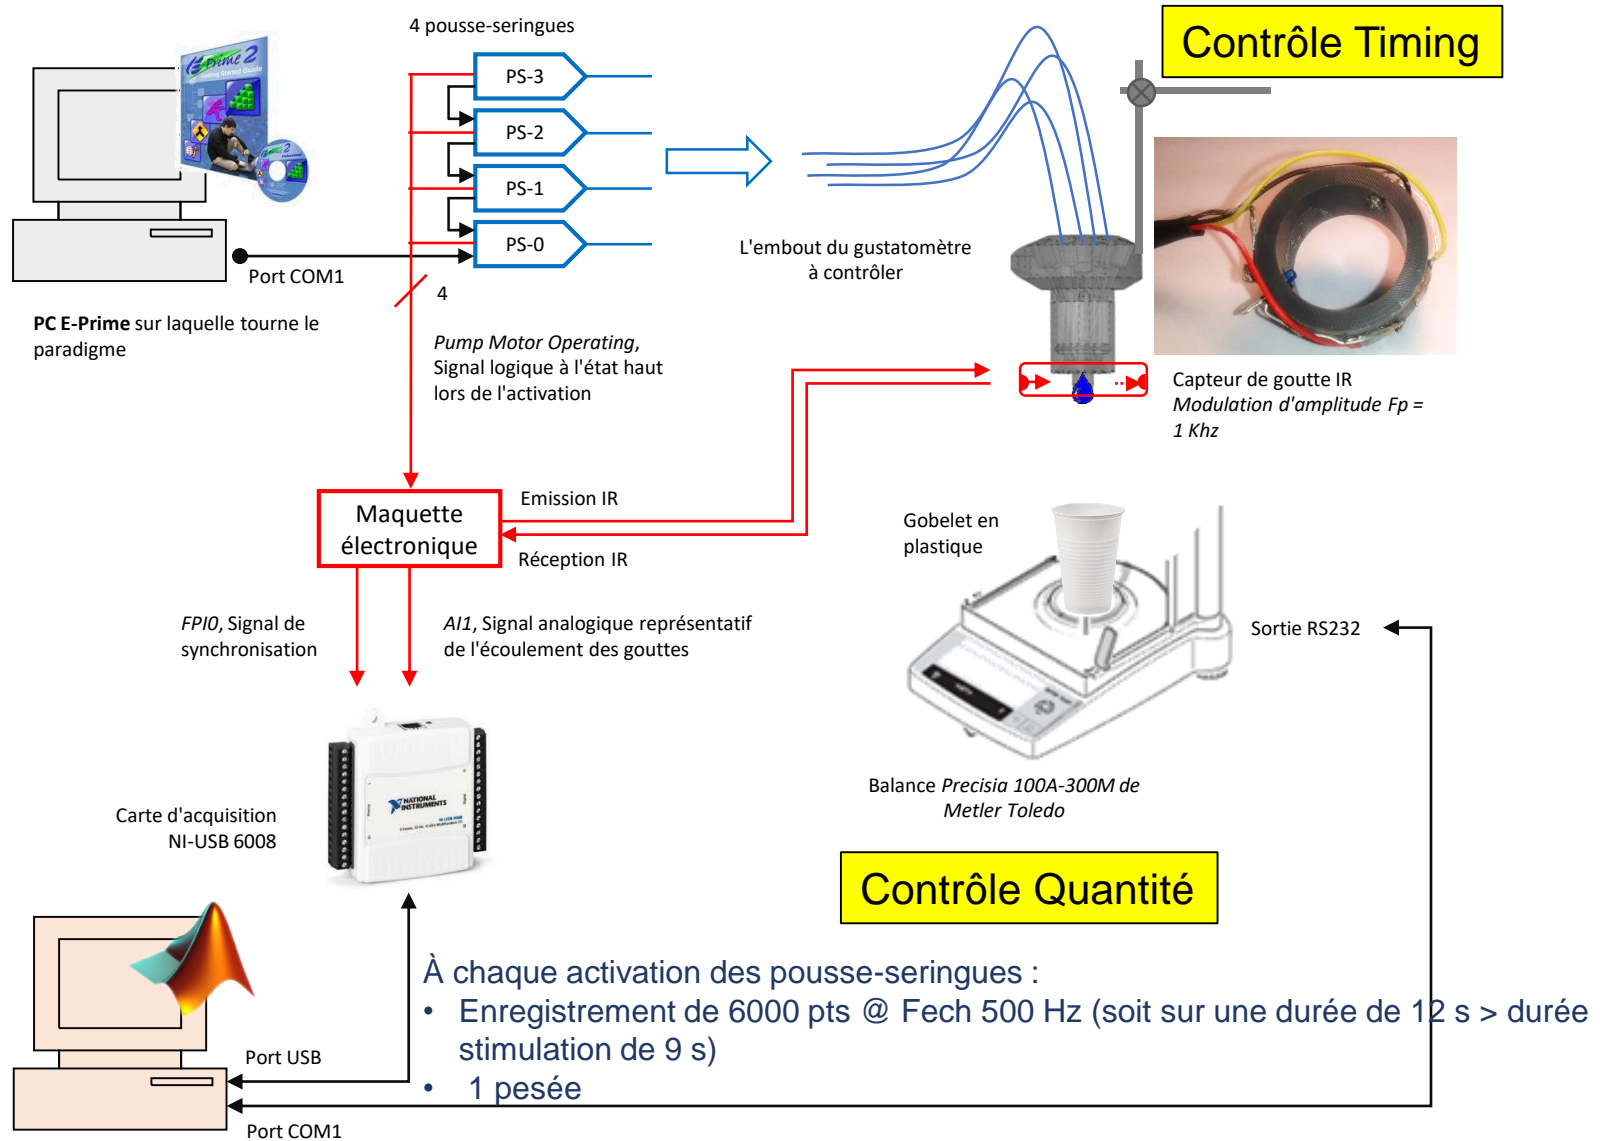 4 pousse-seringues
Contrôle Timing
E-Prime 2
Getting Started Guide
PS-3
PS-2
PS-1
PS-0
Port COM1
4
L'embout du gustatomètre
à contrôler
PC E-Prime sur laquelle tourne le
paradigme
Pump Motor Operating,
Signal logique à l'état haut
lors de l'activation
Capteur de goutte IR
Modulation d'amplitude Fp =
1 Khz
Maquette
électronique
Emission IR
Réception IR
Gobelet en
plastique
FPI0, Signal de
synchronisation
AI1, Signal analogique représentatif
de l'écoulement des gouttes
Sortie RS232
Balance Precisia 100A-300M de
Metler Toledo
Carte d'acquisition
NI-USB 6008
NATIONAL
INSTRUMENTS
Contrôle Quantité
À chaque activation des pousse-seringues :
• Enregistrement de 6000 pts @ Fech 500 Hz (soit sur une durée de 12 s > durée
stimulation de 9 s)
• 1 pesée
Port USB
Port COM1